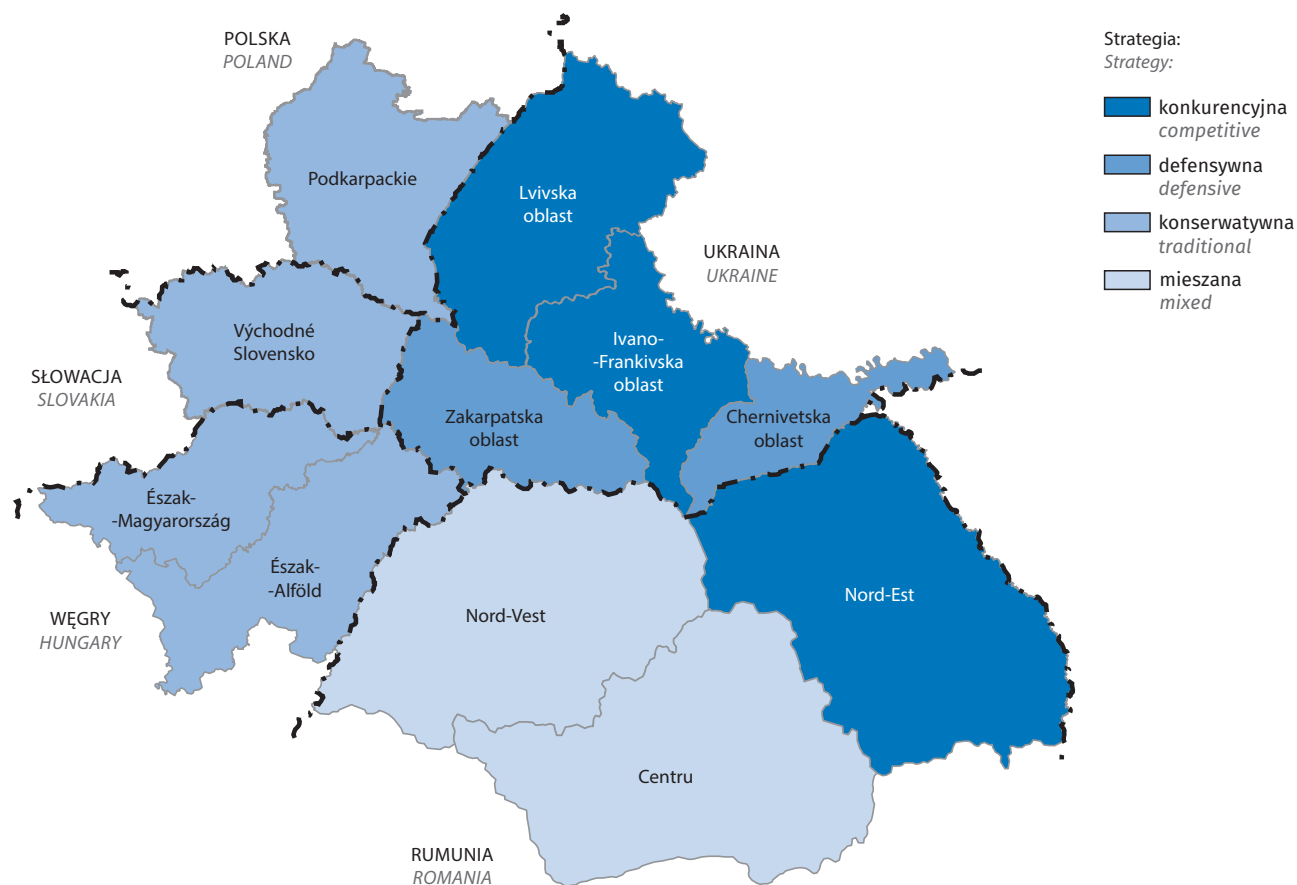 POLSKA
POLAND
Strategia:
Strategy:
konkurencyjna
competitive
defensywna
defensive
konserwatywna
traditional
mieszana
mixed
Podkarpackie
Lvivska
oblast
UKRAINA
UKRAINE
Východné
Slovensko
Ivano-
-Frankivska
oblast
SŁOWACJA
SLOVAKIA
Zakarpatska
oblast
Chernivetska
oblast
Észak-
-Magyarország
Észak-
-Alföld
Nord-Vest
Nord-Est
WĘGRY
HUNGARY
Centru
RUMUNIA
ROMANIA